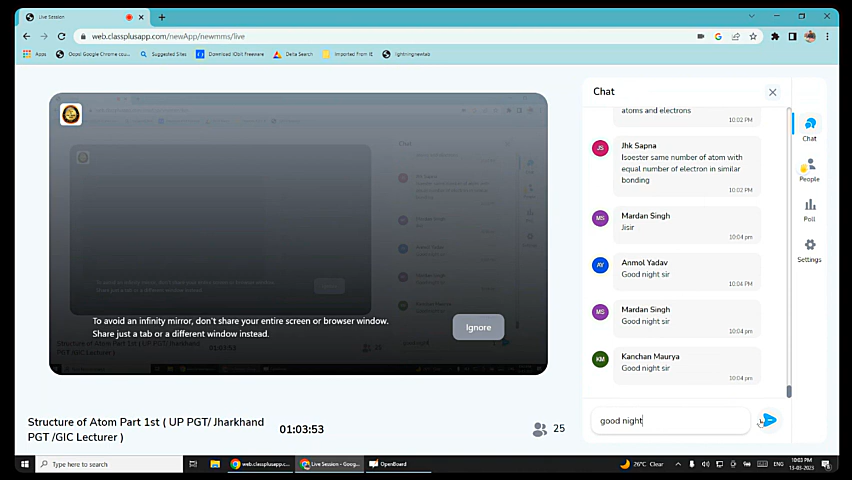 Live Session
web.classplusapp.com/newApp/newmms/live
Apps
Oops! Google Chrome cou...
Suggested Sites
Download IObit Freeware
Delta Search
Imported From IE
lightningnewtab
Chat
atoms and electrons
10:02 PM
JS
Jhk Sapna
Isoester same number of atom with
equal number of electron in similar
bonding
10:02 PM
MS
Mardan Singh
Jisir
10:04 pm
AY
Anmol Yadav
Good night sir
10:04 PM
MS
Mardan Singh
Good night sir
10:04 pm
KM
Kanchan Maurya
Good night sir
10:04 pm
good night
Chat
People
Poll
Settings
To avoid an infinity mirror, don't share your entire screen or browser window.
Share just a tab or a different window instead.
Ignore
Structure of Atom Part 1st ( UP PGT/ Jharkhand
PGT /GIC Lecturer )
01:03:53
25
Type here to search
web.classplusapp.c...
Live Session - Goog...
OpenBoard
26°C Clear
ENG
10:03 PM
15-03-2023